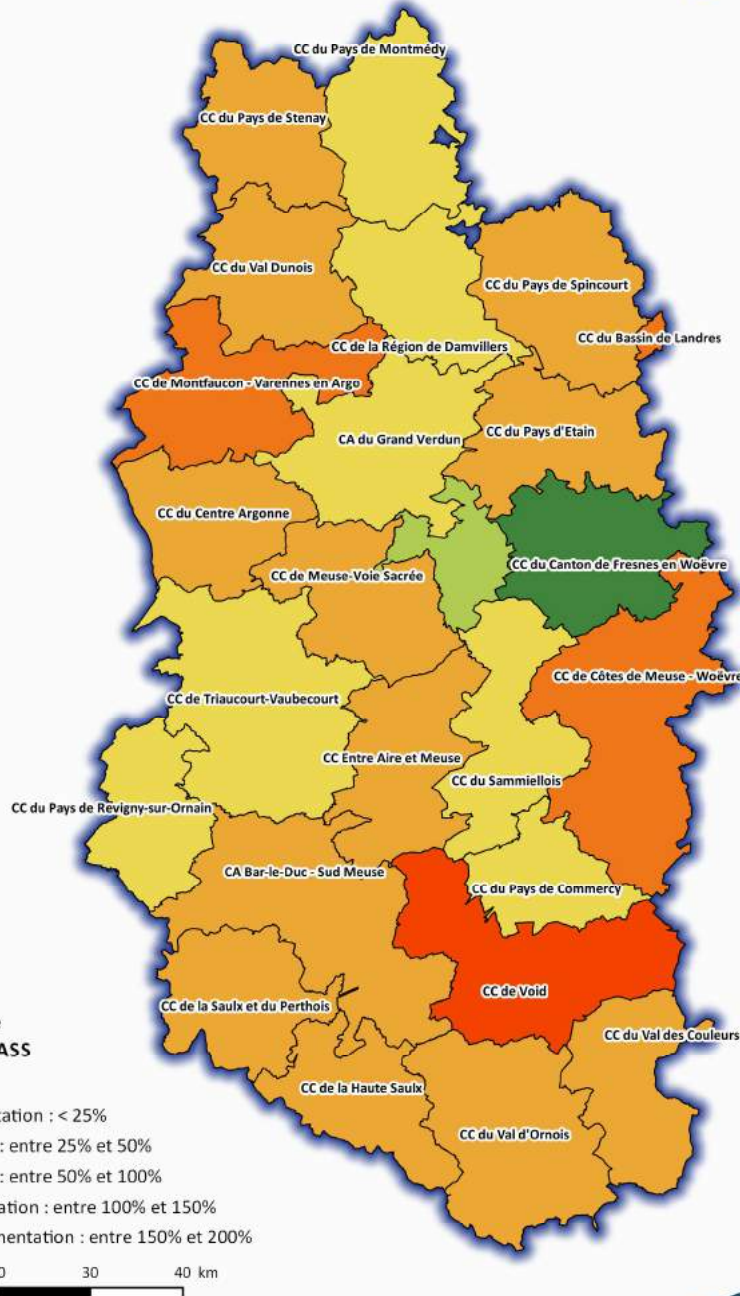 CC du Pays de Montmédy
CC du Pays de Stenay
CC du Val Dunois
CC du Pays de Spincourt
CC du Bassin de Landres
CC de la Région de Damvillers
CC de Montfaucon - Varennes en Argo
CC du Pays d'Etain
CA du Grand Verdun
CC du Centre Argonne
CC du Canton de Fresnes en Woëvre
CC de Meuse-Voie Sacrée
CC de Côtes de Meuse - Woëvre
CC de Triaucourt-Vaubecourt
CC Entre Aire et Meuse
CC du Sammiellois
CC du Pays de Revigny-sur-Ornain
CA Bar-le-Duc - Sud Meuse
CC du Pays de Commercy
CC de Void
CC de la Saulx et du Perthois
CC du Val des Couleurs
ASS
CC de la Haute Saulx
tation : < 25%
CC du Val d'Ornois
: entre 25% et 50%
: entre 50% et 100%
ation : entre 100% et 150%
mentation : entre 150% et 200%
0 30 40 km